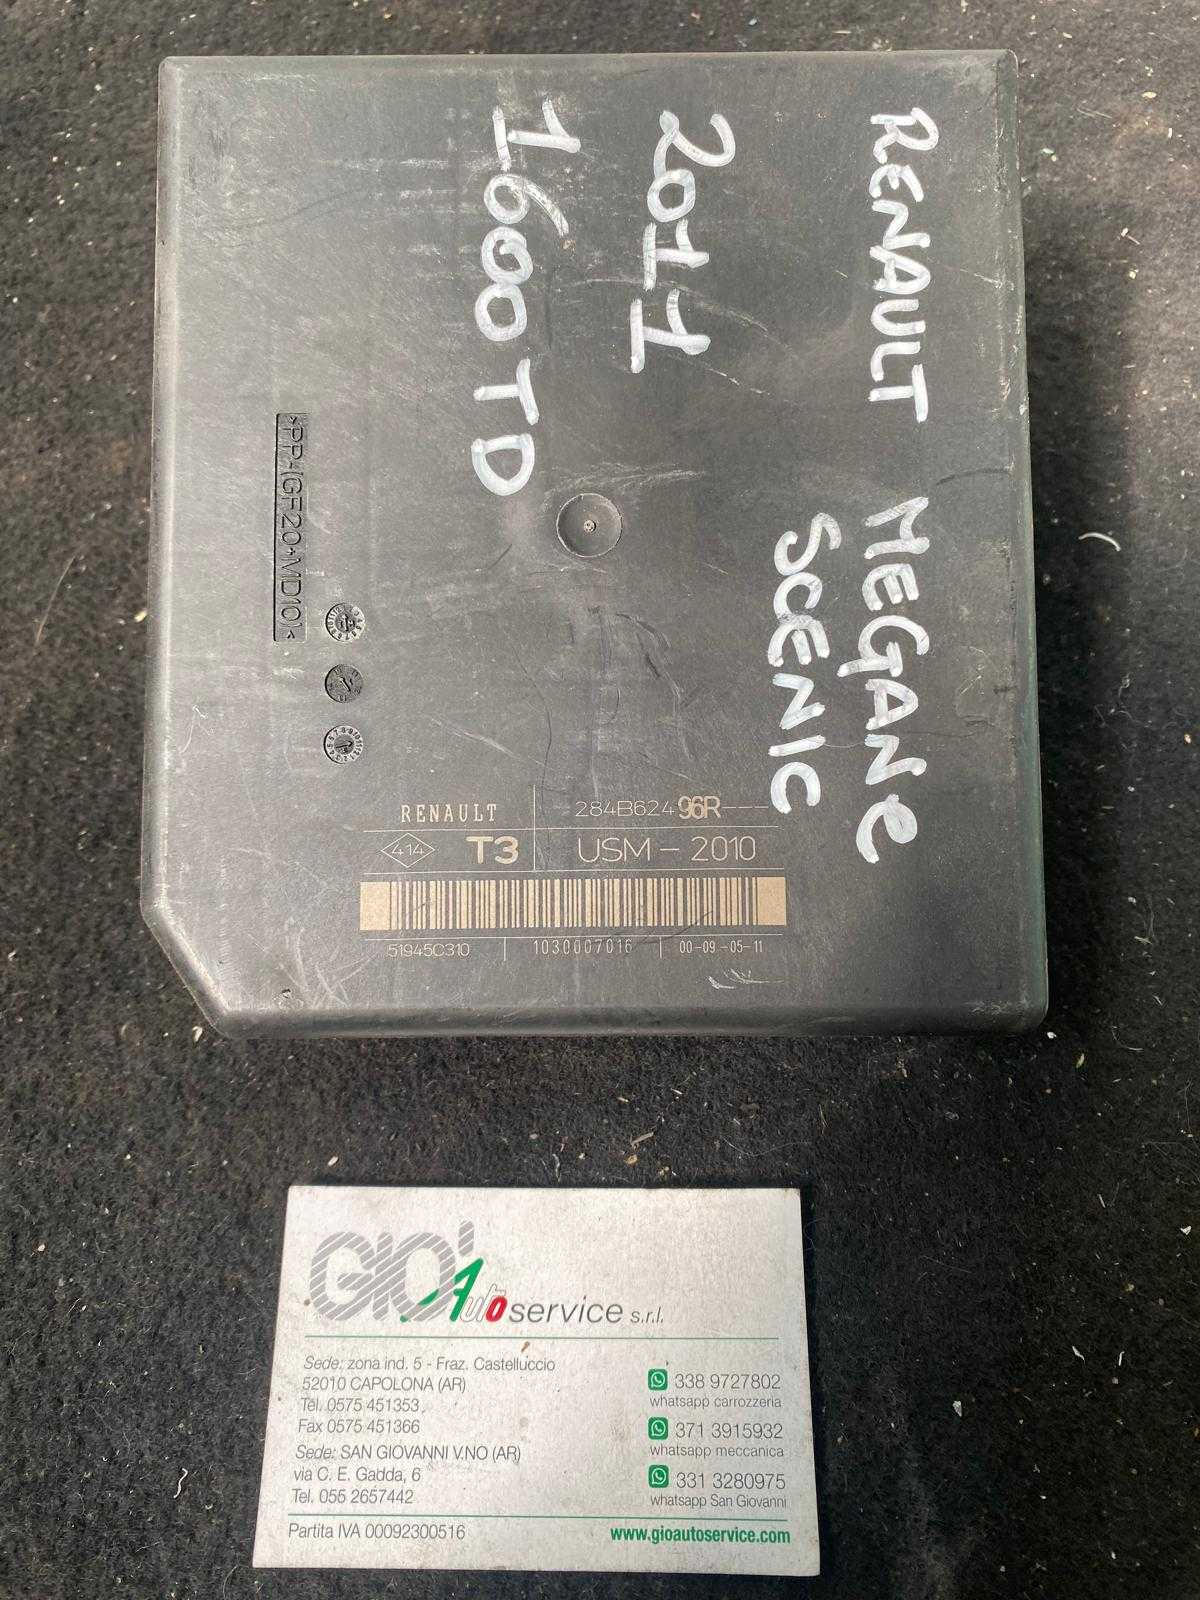 RENAULT MEGANE
SCENIC
2011
1.600 TD
>PP-(GF20+MD10)<
RENAULT
284B62496R---
414
T3
USM - 2010
51945C310
1030007016
00-09-05-11
GIO'Autoservice s.r.l.
Sede: zona ind. 5 - Fraz. Castelluccio
52010 CAPOLONA (AR)
Tel. 0575 451353
Fax 0575 451366
Sede: SAN GIOVANNI V.NO (AR)
via C. E. Gadda, 6
Tel. 055 2657442
338 9727802
whatsapp carrozzeria
371 3915932
whatsapp meccanica
331 3280975
whatsapp San Giovanni
Partita IVA 00092300516
www.gioautoservice.com